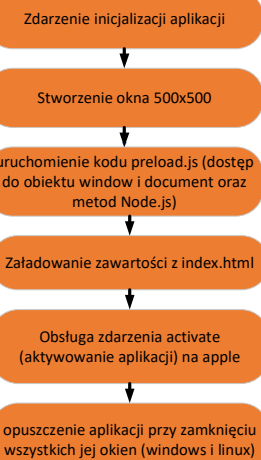 Zdarzenie inicjalizacji aplikacji
Stworzenie okna 500x500
uruchomienie kodu preload.js (dostęp
do obiektu window i document oraz
metod Node.js)
Załadowanie zawartości z index.html
Obsługa zdarzenia activate
(aktywowanie aplikacji) na apple
opuszczenie aplikacji przy zamknięciu
wszystkich jej okien (windows i linux)